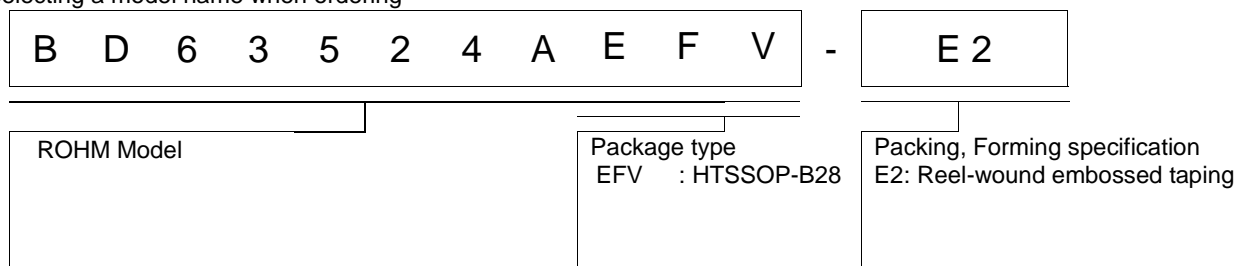 selecting a model name when ordering
B D 6 3 5 2 4 A E F V - E 2
ROHM Model
Package type
EFV : HTSSOP-B28
Packing, Forming specification
E2: Reel-wound embossed taping